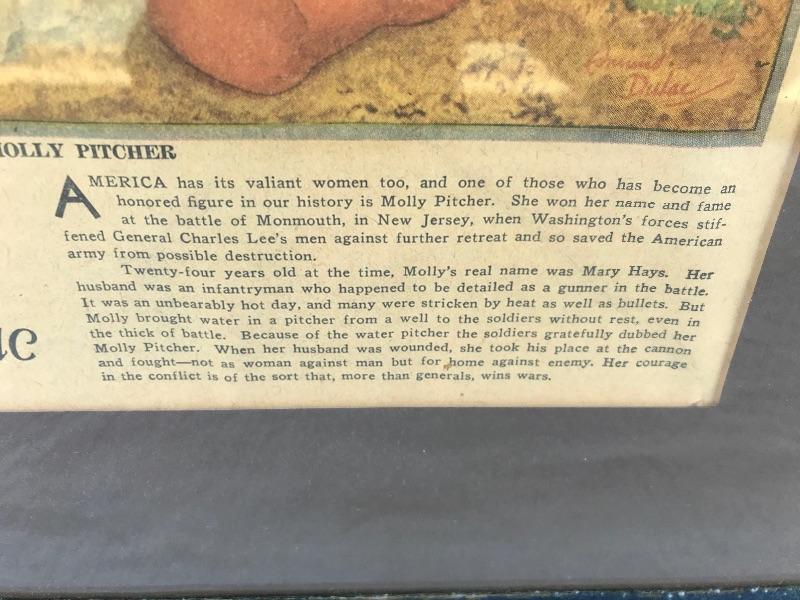 Edmund
Dulac
MOLLY PITCHER
AMERICA has its valiant women too, and one of those who has become an
honored figure in our history is Molly Pitcher. She won her name and fame
at the battle of Monmouth, in New Jersey, when Washington's forces stif-
fened General Charles Lee's men against further retreat and so saved the American
army from possible destruction.
Twenty-four years old at the time, Molly's real name was Mary Hays. Her
husband was an infantryman who happened to be detailed as a gunner in the battle.
It was an unbearably hot day, and many were stricken by heat as well as bullets. But
Molly brought water in a pitcher from a well to the soldiers without rest, even in
the thick of battle. Because of the water pitcher the soldiers gratefully dubbed her
Molly Pitcher. When her husband was wounded, she took his place at the cannon
and fought—not as woman against man but for home against enemy. Her courage
in the conflict is of the sort that, more than generals, wins wars.